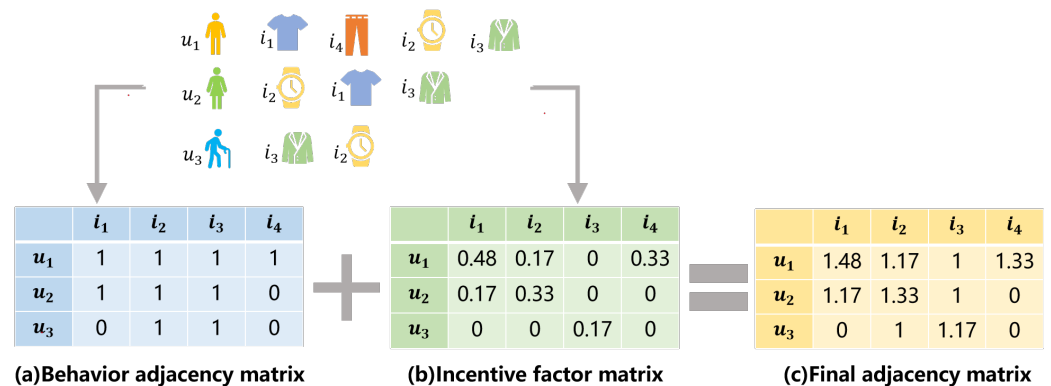 u₁ i₁ i₄ i₂ i₃
u₂ i₂ i₁ i₃
u₃ i₃ i₂
i₁ i₂ i₃ i₄
u₁ 1 1 1 1
u₂ 1 1 1 0
u₃ 0 1 1 0
(a)Behavior adjacency matrix
+
i₁ i₂ i₃ i₄
u₁ 0.48 0.17 0 0.33
u₂ 0.17 0.33 0 0
u₃ 0 0 0.17 0
(b)Incentive factor matrix
=
i₁ i₂ i₃ i₄
u₁ 1.48 1.17 1 1.33
u₂ 1.17 1.33 1 0
u₃ 0 1 1.17 0
(c)Final adjacency matrix